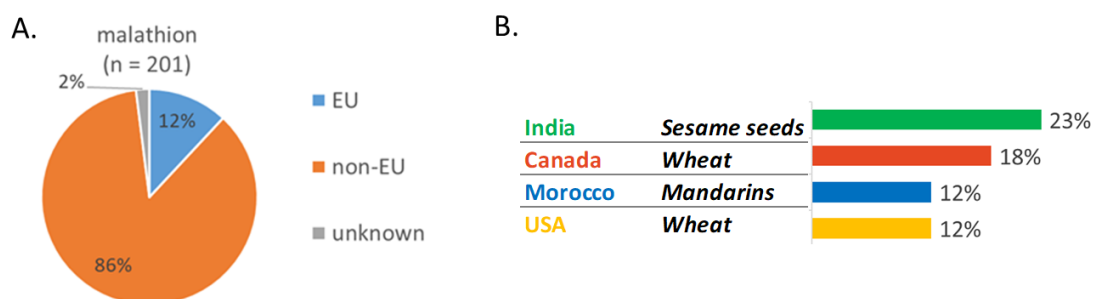 A.
malathion
(n = 201)
2%
12%
86%
EU
non-EU
unknown
B.
India Sesame seeds 23%
Canada Wheat 18%
Morocco Mandarins 12%
USA Wheat 12%